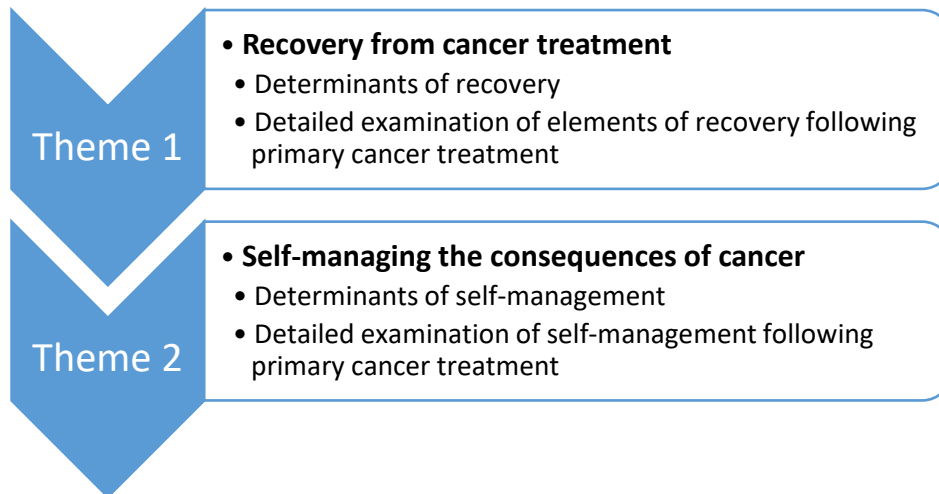 Theme 1
• Recovery from cancer treatment
• Determinants of recovery
• Detailed examination of elements of recovery following
primary cancer treatment
Theme 2
• Self-managing the consequences of cancer
• Determinants of self-management
• Detailed examination of self-management following
primary cancer treatment